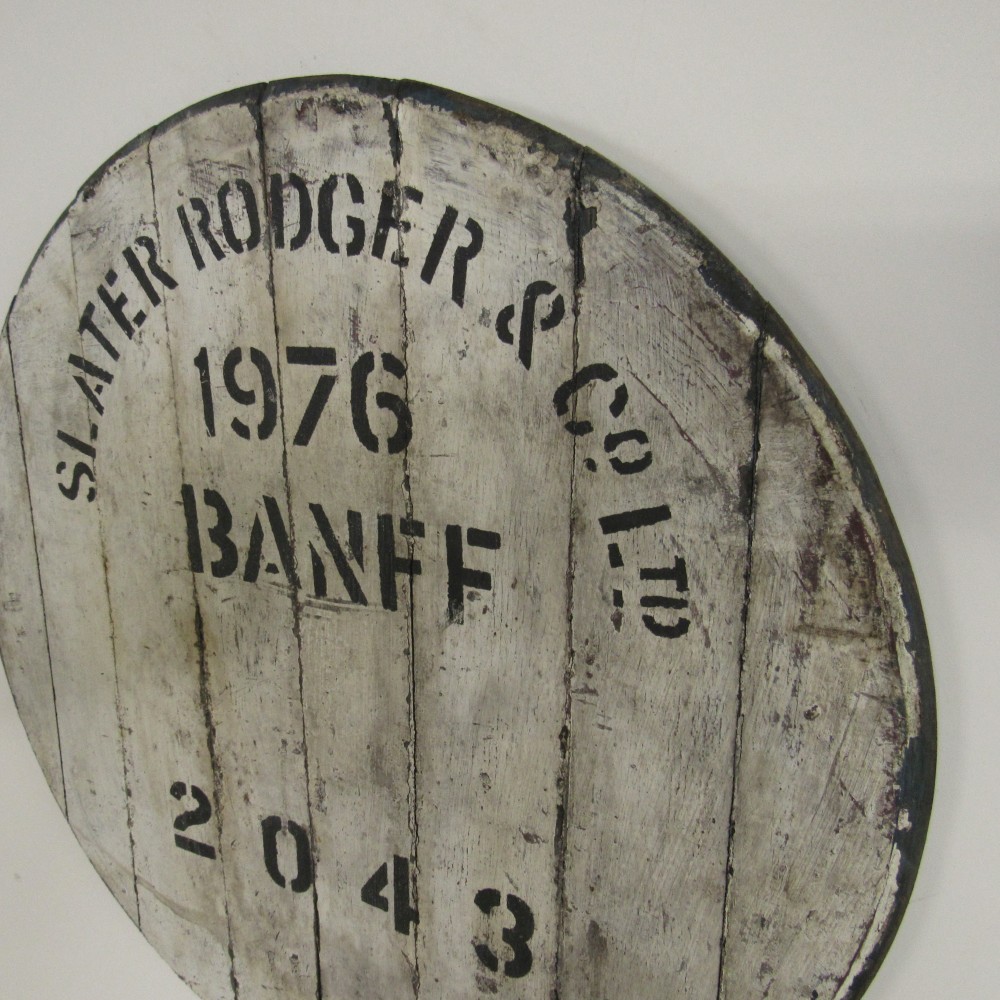 SLATER RODGER & CO. LTD
1976
BANFF
2043